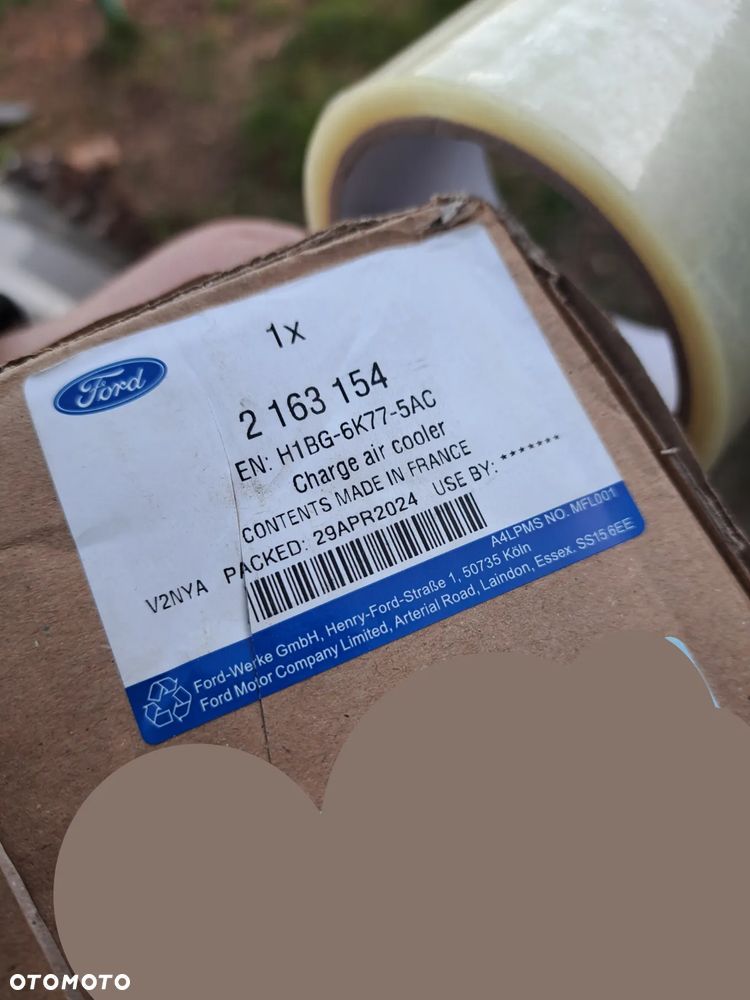 1x
Ford
2 163 154
EN: H1BG-6K77-5AC
Charge air cooler
CONTENTS MADE IN FRANCE
V2NYA PACKED: 29APR2024 USE BY: *******
A4LPMS NO. MFL001
Ford-Werke GmbH, Henry-Ford-Straße 1, 50735 Köln
Ford Motor Company Limited, Arterial Road, Laindon, Essex. SS15 6EE
OTOMOTO